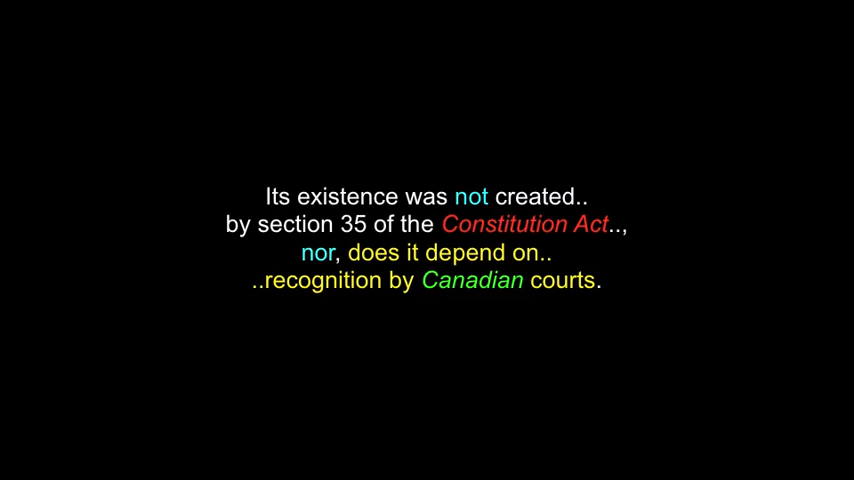 Its existence was not created..
by section 35 of the Constitution Act..,
nor, does it depend on..
..recognition by Canadian courts.